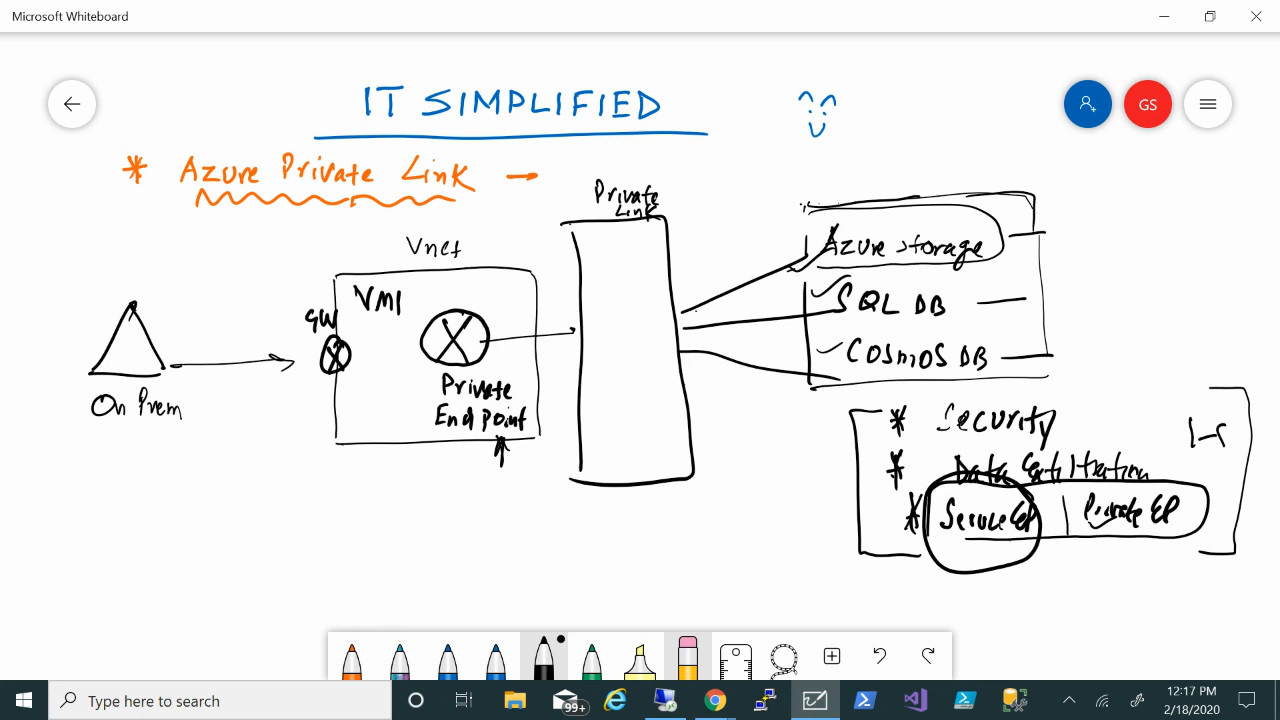 Microsoft Whiteboard
IT SIMPLIFIED
GS
* Azure Private Link →
Private
Link
Vnet
Azure storage
VM1
SQL DB
GW
COSMOS DB
Private
End Point
On Prem
* Security
* Data Exfiltration
* Service EP | Private EP
99+
Type here to search
12:17 PM
2/18/2020